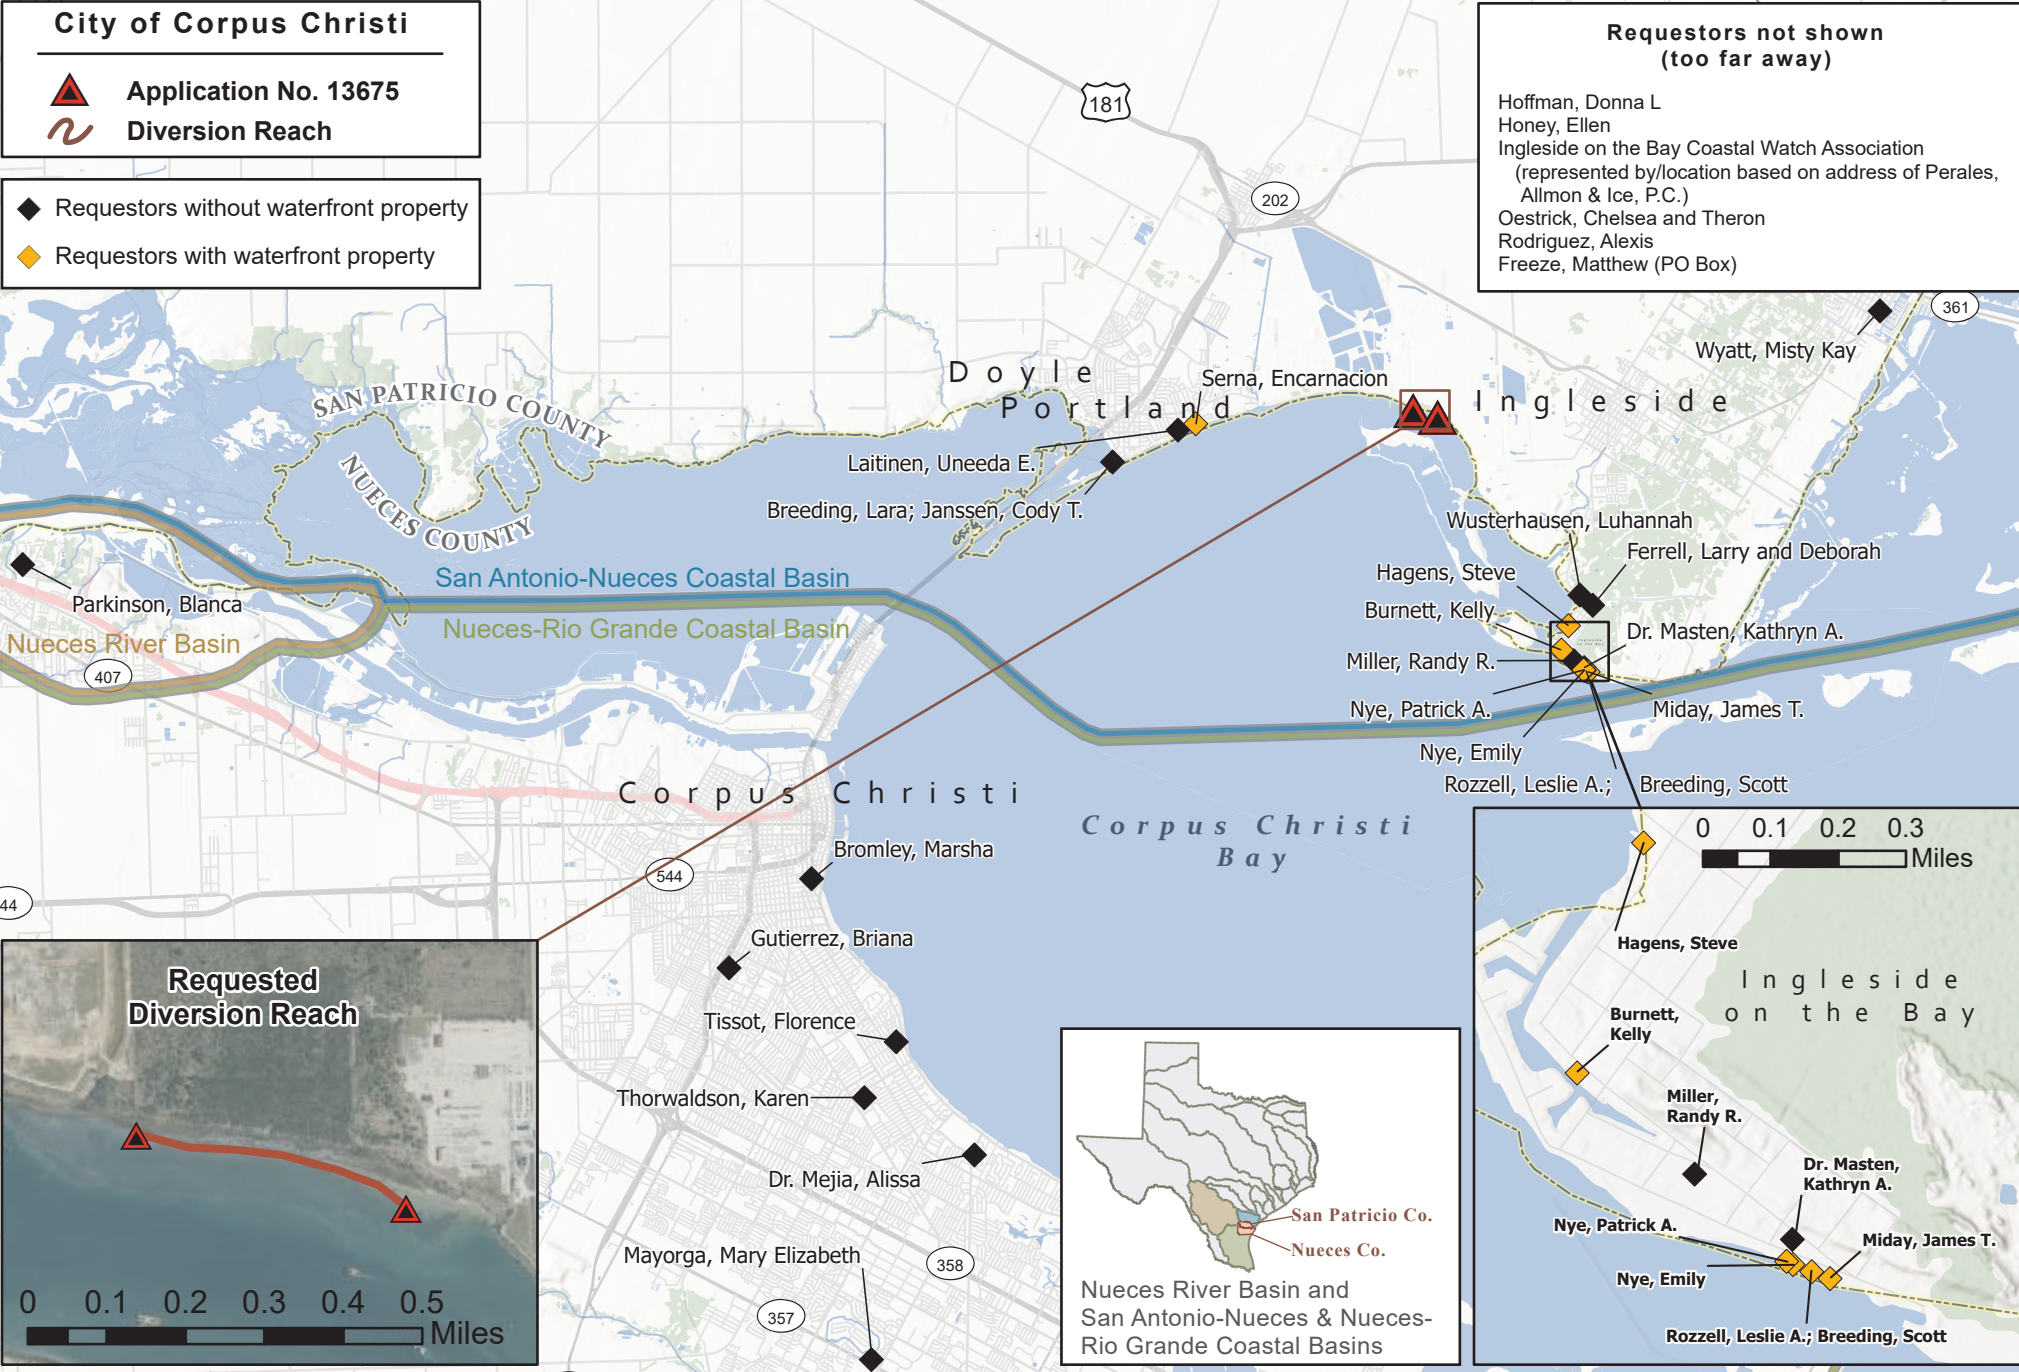 City of Corpus Christi
Application No. 13675
Diversion Reach
Requestors without waterfront property
Requestors with waterfront property
Requestors not shown
(too far away)
Hoffman, Donna L
Honey, Ellen
Ingleside on the Bay Coastal Watch Association
(represented by/location based on address of Perales,
Allmon & Ice, P.C.)
Oestrick, Chelsea and Theron
Rodriguez, Alexis
Freeze, Matthew (PO Box)
181
202
361
Wyatt, Misty Kay
Doyle
Serna, Encarnacion
Portland
Ingleside
SAN PATRICIO COUNTY
NUECES COUNTY
Laitinen, Uneeda E.
Breeding, Lara; Janssen, Cody T.
Wusterhausen, Luhannah
Ferrell, Larry and Deborah
Hagens, Steve
Burnett, Kelly
Dr. Masten, Kathryn A.
Miller, Randy R.
Nye, Patrick A.
Miday, James T.
Nye, Emily
Rozzell, Leslie A.; Breeding, Scott
San Antonio-Nueces Coastal Basin
Nueces-Rio Grande Coastal Basin
Parkinson, Blanca
Nueces River Basin
407
Corpus Christi
Corpus Christi
Bay
Bromley, Marsha
544
44
Gutierrez, Briana
Tissot, Florence
Thorwaldson, Karen
Dr. Mejia, Alissa
Mayorga, Mary Elizabeth
358
357
Requested
Diversion Reach
0 0.1 0.2 0.3 0.4 0.5
Miles
San Patricio Co.
Nueces Co.
Nueces River Basin and
San Antonio-Nueces & Nueces-
Rio Grande Coastal Basins
0 0.1 0.2 0.3
Miles
Hagens, Steve
Ingleside
on the Bay
Burnett,
Kelly
Miller,
Randy R.
Dr. Masten,
Kathryn A.
Nye, Patrick A.
Miday, James T.
Nye, Emily
Rozzell, Leslie A.; Breeding, Scott